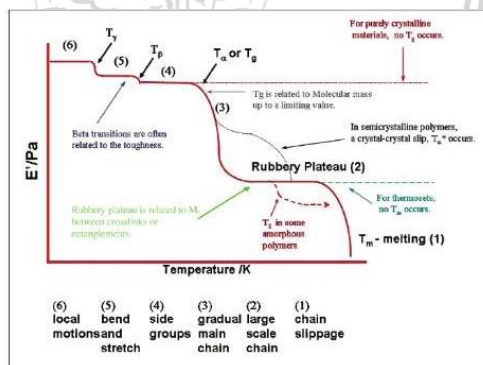 (6)
Tγ
(5)
Tβ
(4)
Tα or Tg
For purely crystalline
materials, no Tg occurs.
Tg is related to Molecular mass
up to a limiting value.
(3)
Beta transitions are often
related to the toughness.
In semicrystalline polymers,
a crystal-crystal slip, Tα* occurs.
E'/Pa
Rubbery Plateau (2)
Rubbery plateau is related to Me
between crosslinks or
entanglements.
For thermosets,
no Tm occurs.
in some
amorphous
polymers
Tm - melting (1)
Temperature /K
(6) (5) (4) (3) (2) (1)
local bend side gradual large chain
motions and groups main scale slippage
stretch chain chain